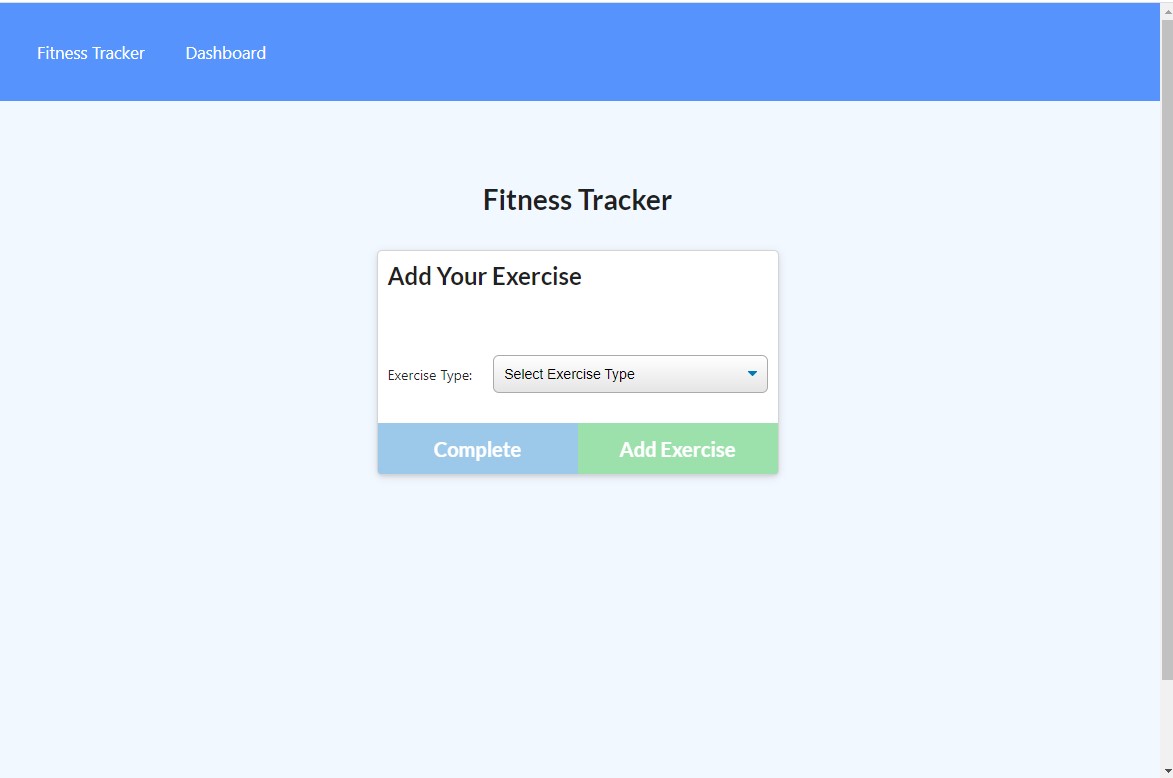 Fitness Tracker Dashboard
Fitness Tracker
Add Your Exercise
Exercise Type: Select Exercise Type
Complete Add Exercise